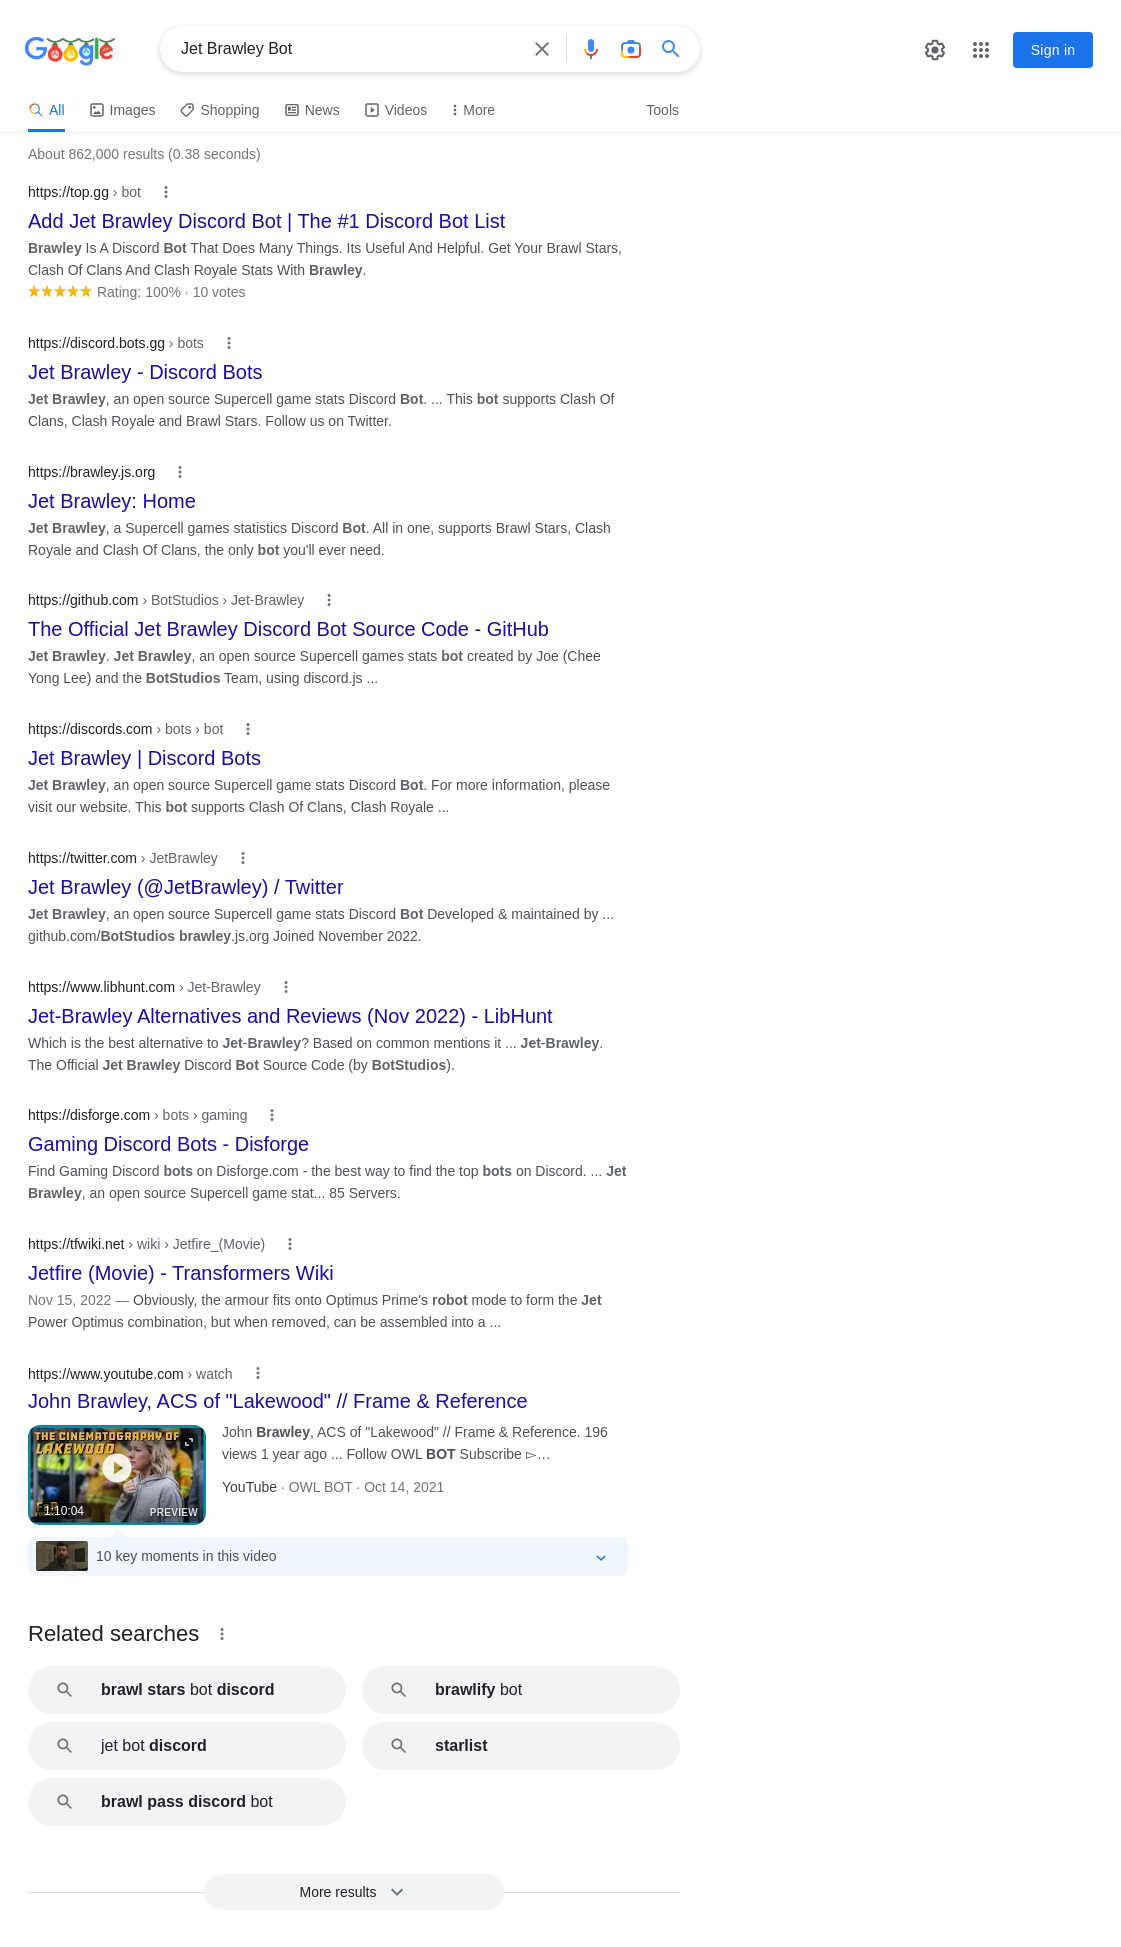 Google
Jet Brawley Bot
Sign in
All
Images
Shopping
News
Videos
More
Tools
About 862,000 results (0.38 seconds)
https://top.gg › bot
Add Jet Brawley Discord Bot | The #1 Discord Bot List
Brawley Is A Discord Bot That Does Many Things. Its Useful And Helpful. Get Your Brawl Stars,
Clash Of Clans And Clash Royale Stats With Brawley.
Rating: 100% · 10 votes
https://discord.bots.gg › bots
Jet Brawley - Discord Bots
Jet Brawley, an open source Supercell game stats Discord Bot. ... This bot supports Clash Of
Clans, Clash Royale and Brawl Stars. Follow us on Twitter.
https://brawley.js.org
Jet Brawley: Home
Jet Brawley, a Supercell games statistics Discord Bot. All in one, supports Brawl Stars, Clash
Royale and Clash Of Clans, the only bot you'll ever need.
https://github.com › BotStudios › Jet-Brawley
The Official Jet Brawley Discord Bot Source Code - GitHub
Jet Brawley. Jet Brawley, an open source Supercell games stats bot created by Joe (Chee
Yong Lee) and the BotStudios Team, using discord.js ...
https://discords.com › bots › bot
Jet Brawley | Discord Bots
Jet Brawley, an open source Supercell game stats Discord Bot. For more information, please
visit our website. This bot supports Clash Of Clans, Clash Royale ...
https://twitter.com › JetBrawley
Jet Brawley (@JetBrawley) / Twitter
Jet Brawley, an open source Supercell game stats Discord Bot Developed & maintained by ...
github.com/BotStudios brawley.js.org Joined November 2022.
https://www.libhunt.com › Jet-Brawley
Jet-Brawley Alternatives and Reviews (Nov 2022) - LibHunt
Which is the best alternative to Jet-Brawley? Based on common mentions it ... Jet-Brawley.
The Official Jet Brawley Discord Bot Source Code (by BotStudios).
https://disforge.com › bots › gaming
Gaming Discord Bots - Disforge
Find Gaming Discord bots on Disforge.com - the best way to find the top bots on Discord. ... Jet
Brawley, an open source Supercell game stat... 85 Servers.
https://tfwiki.net › wiki › Jetfire_(Movie)
Jetfire (Movie) - Transformers Wiki
Nov 15, 2022 — Obviously, the armour fits onto Optimus Prime's robot mode to form the Jet
Power Optimus combination, but when removed, can be assembled into a ...
https://www.youtube.com › watch
John Brawley, ACS of "Lakewood" // Frame & Reference
THE CINEMATOGRAPHY OF
LAKEWOOD
1:10:04
PREVIEW
John Brawley, ACS of "Lakewood" // Frame & Reference. 196
views 1 year ago ... Follow OWL BOT Subscribe ▻…
YouTube · OWL BOT · Oct 14, 2021
10 key moments in this video
Related searches
brawl stars bot discord
brawlify bot
jet bot discord
starlist
brawl pass discord bot
More results